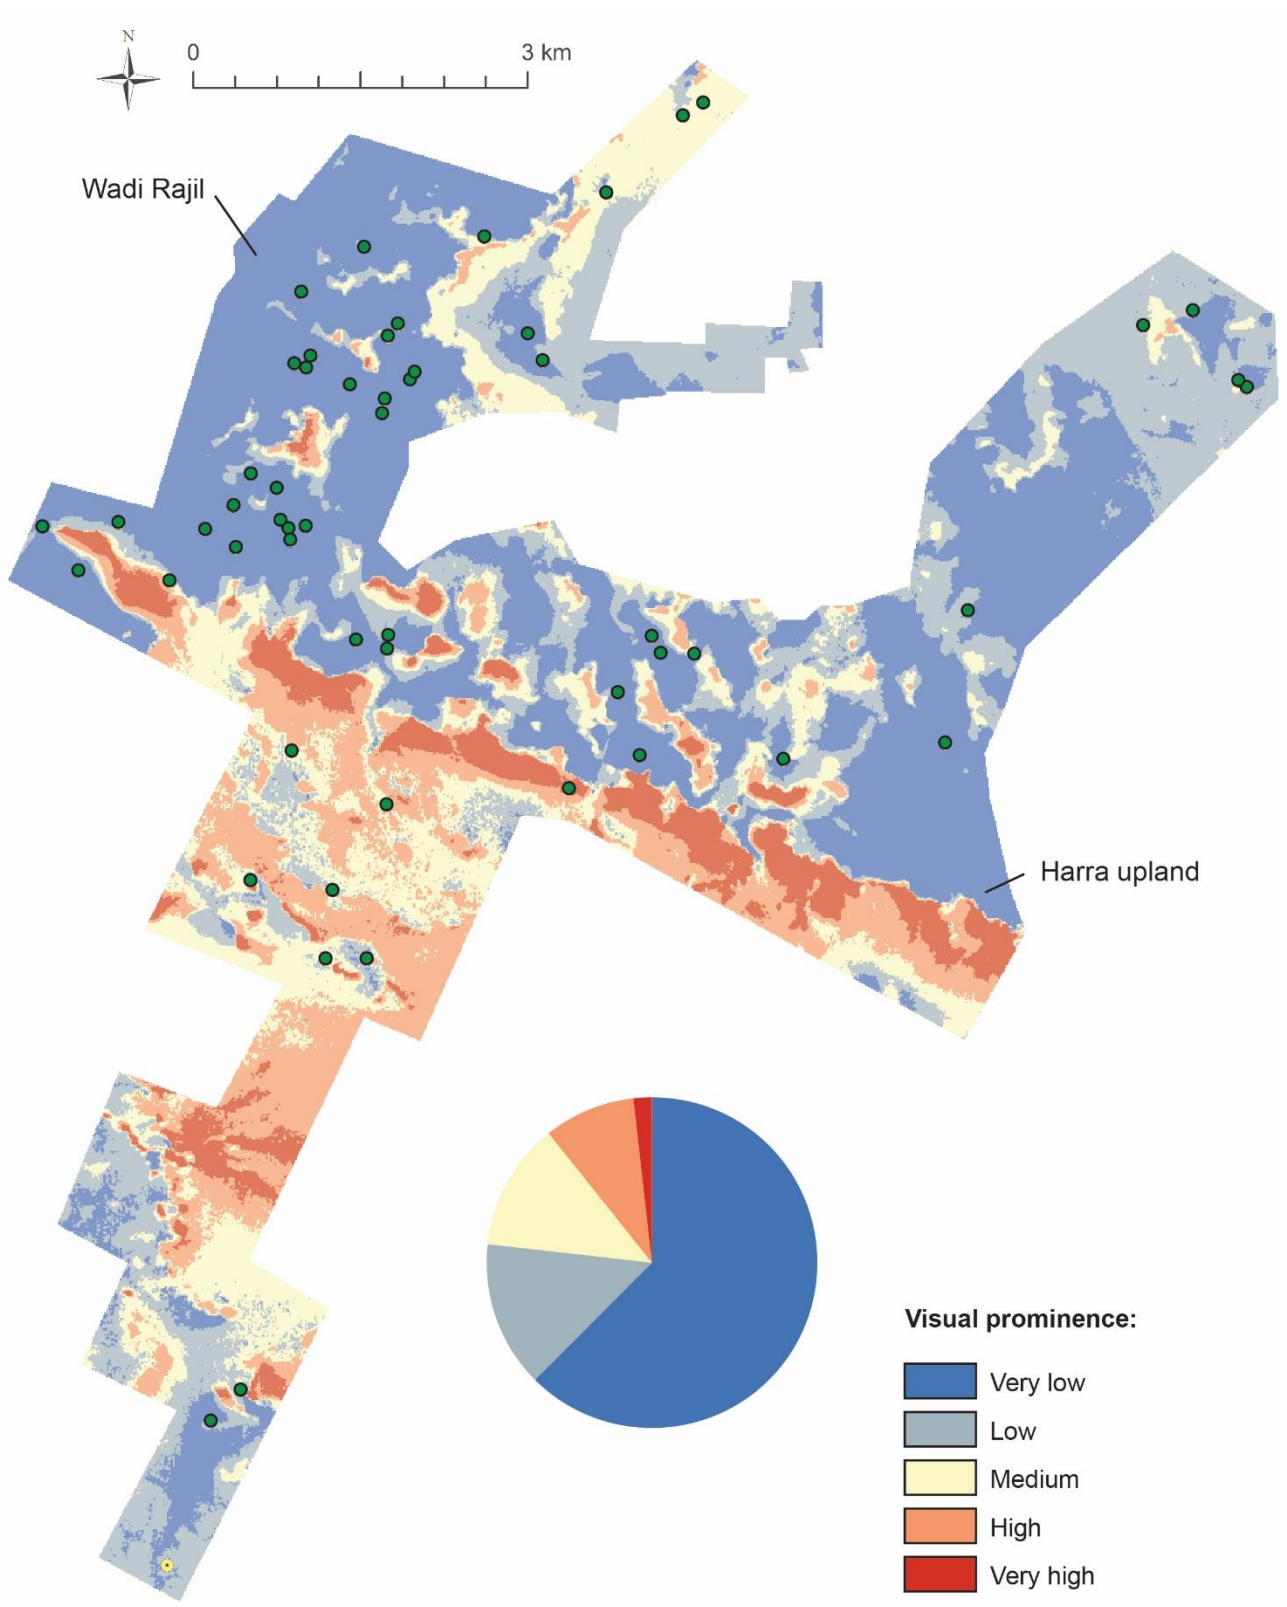 N
0 3 km
Wadi Rajil
Harra upland
Visual prominence:
Very low
Low
Medium
High
Very high